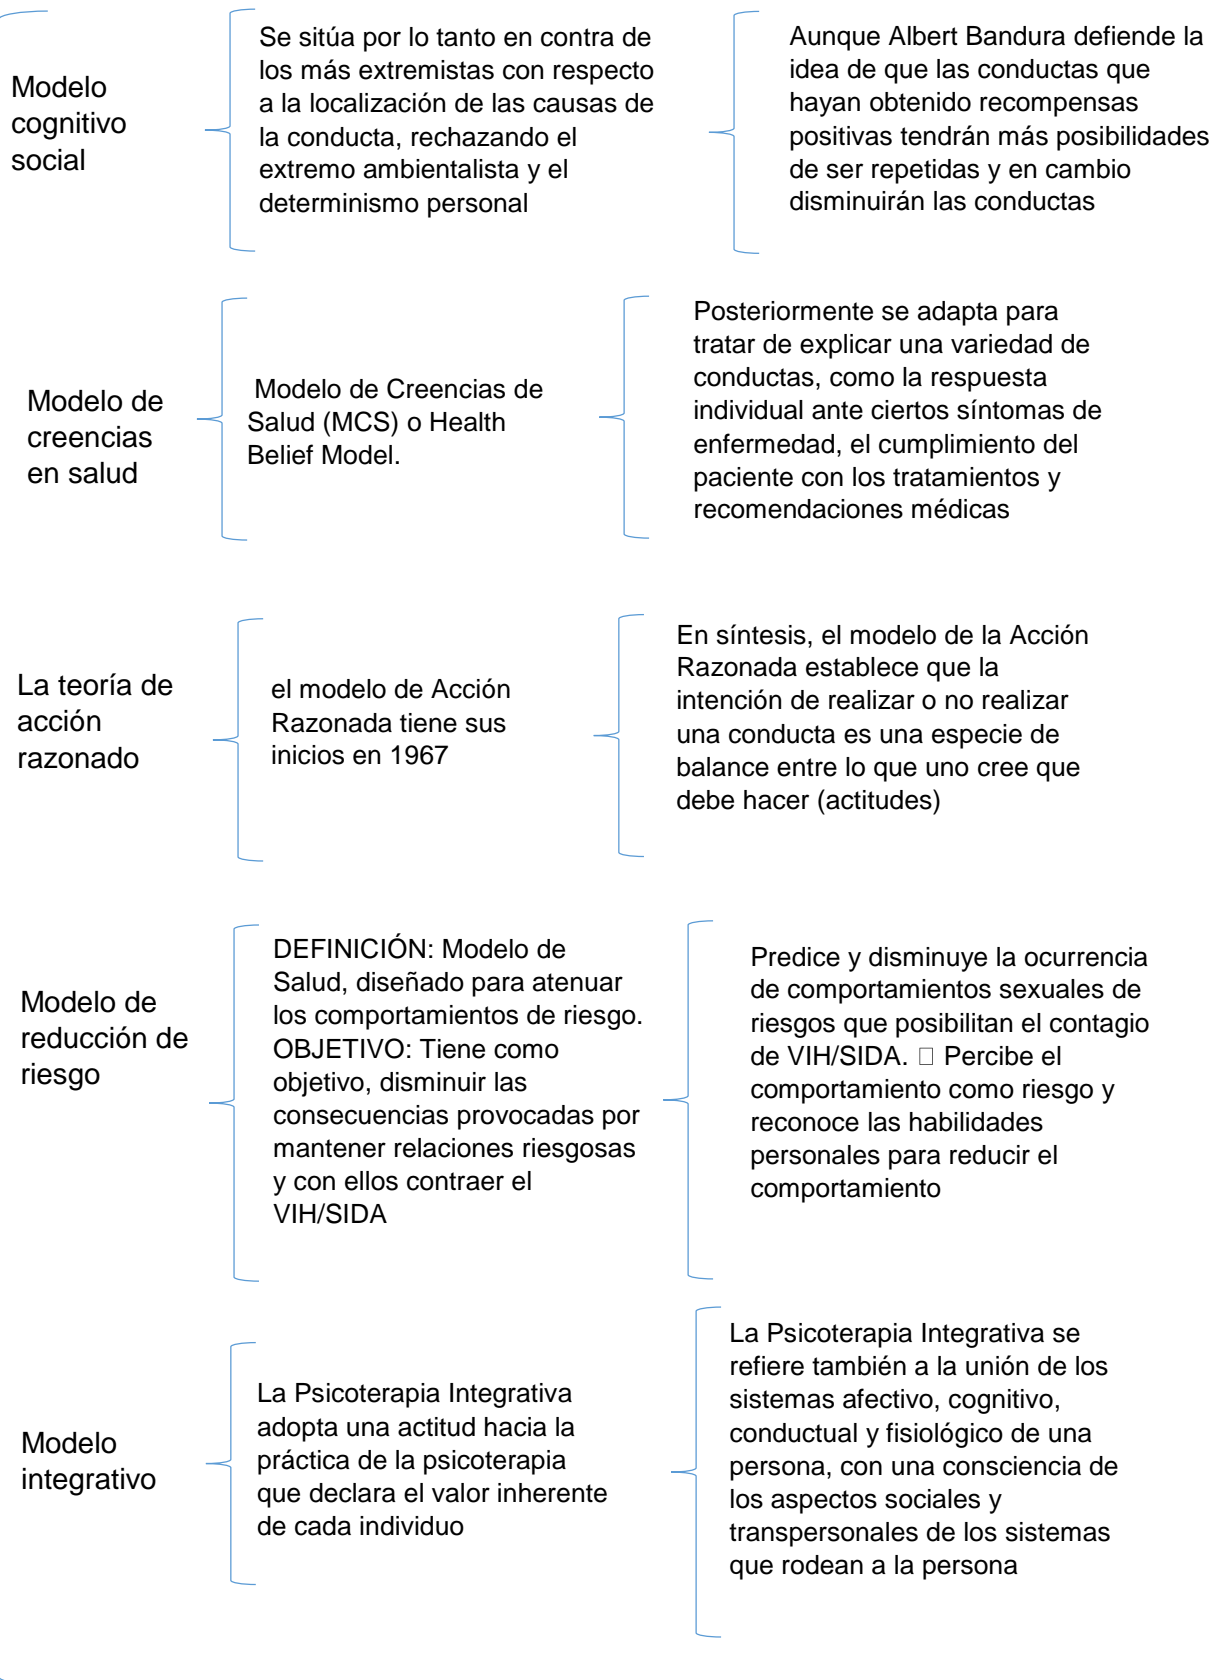 Modelo
cognitivo
social
Se sitúa por lo tanto en contra de
los más extremistas con respecto
a la localización de las causas de
la conducta, rechazando el
extremo ambientalista y el
determinismo personal
Aunque Albert Bandura defiende la
idea de que las conductas que
hayan obtenido recompensas
positivas tendrán más posibilidades
de ser repetidas y en cambio
disminuirán las conductas
Modelo de
creencias
en salud
Modelo de Creencias de
Salud (MCS) o Health
Belief Model.
Posteriormente se adapta para
tratar de explicar una variedad de
conductas, como la respuesta
individual ante ciertos síntomas de
enfermedad, el cumplimiento del
paciente con los tratamientos y
recomendaciones médicas
La teoría de
acción
razonado
el modelo de Acción
Razonada tiene sus
inicios en 1967
En síntesis, el modelo de la Acción
Razonada establece que la
intención de realizar o no realizar
una conducta es una especie de
balance entre lo que uno cree que
debe hacer (actitudes)
Modelo de
reducción de
riesgo
DEFINICIÓN: Modelo de
Salud, diseñado para atenuar
los comportamientos de riesgo.
OBJETIVO: Tiene como
objetivo, disminuir las
consecuencias provocadas por
mantener relaciones riesgosas
y con ellos contraer el
VIH/SIDA
Predice y disminuye la ocurrencia
de comportamientos sexuales de
riesgos que posibilitan el contagio
de VIH/SIDA. □ Percibe el
comportamiento como riesgo y
reconoce las habilidades
personales para reducir el
comportamiento
Modelo
integrativo
La Psicoterapia Integrativa
adopta una actitud hacia la
práctica de la psicoterapia
que declara el valor inherente
de cada individuo
La Psicoterapia Integrativa se
refiere también a la unión de los
sistemas afectivo, cognitivo,
conductual y fisiológico de una
persona, con una consciencia de
los aspectos sociales y
transpersonales de los sistemas
que rodean a la persona